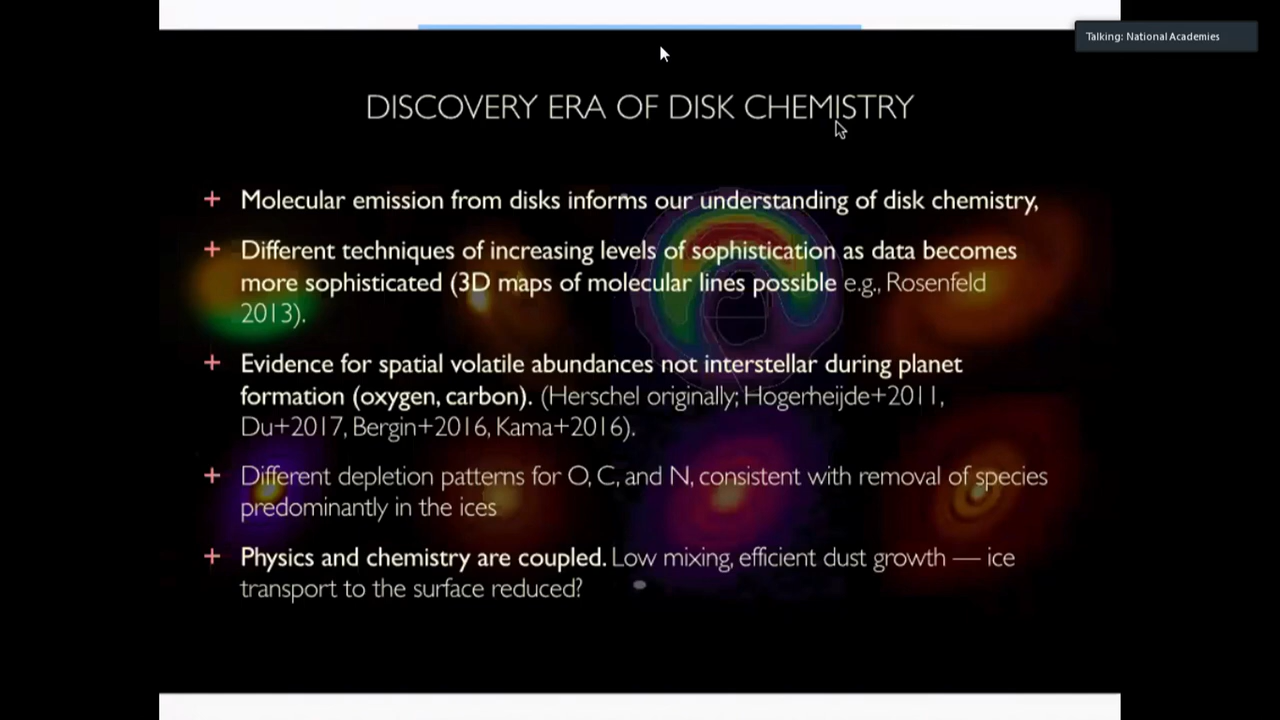 Talking: National Academies
DISCOVERY ERA OF DISK CHEMISTRY
+ Molecular emission from disks informs our understanding of disk chemistry,
+ Different techniques of increasing levels of sophistication as data becomes
more sophisticated (3D maps of molecular lines possible e.g., Rosenfeld
2013).
+ Evidence for spatial volatile abundances not interstellar during planet
formation (oxygen, carbon). (Herschel originally; Hogerheijde+2011,
Du+2017, Bergin+2016, Kama+2016).
+ Different depletion patterns for O, C, and N, consistent with removal of species
predominantly in the ices
+ Physics and chemistry are coupled. Low mixing, efficient dust growth — ice
transport to the surface reduced?